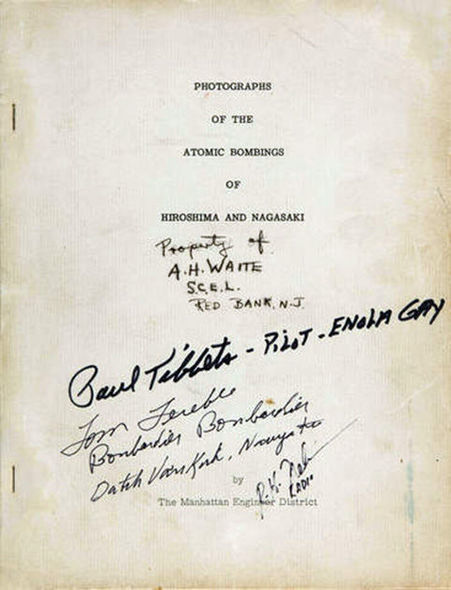 PHOTOGRAPHS
OF THE
ATOMIC BOMBINGS
OF
HIROSHIMA AND NAGASAKI
Property of
A.H. WAITE
S.C.E.L.
RED BANK, N.J.
Paul Tibbets - PILOT - ENOLA GAY
Tom Ferebee
Bombardier Bombardier
Dutch VanKirk, Navigator
by
RADIO
The Manhattan Engineer District